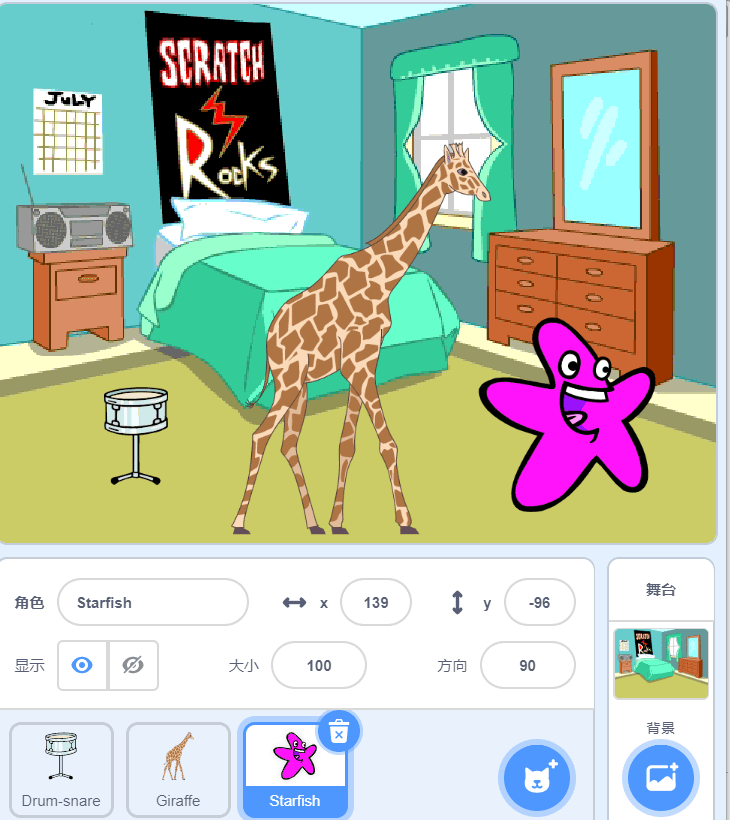 JULY
SCRATCH
ROCKS
角色
Starfish
x
139
y
-96
显示
大小
100
方向
90
舞台
背景
Drum-snare
Giraffe
Starfish